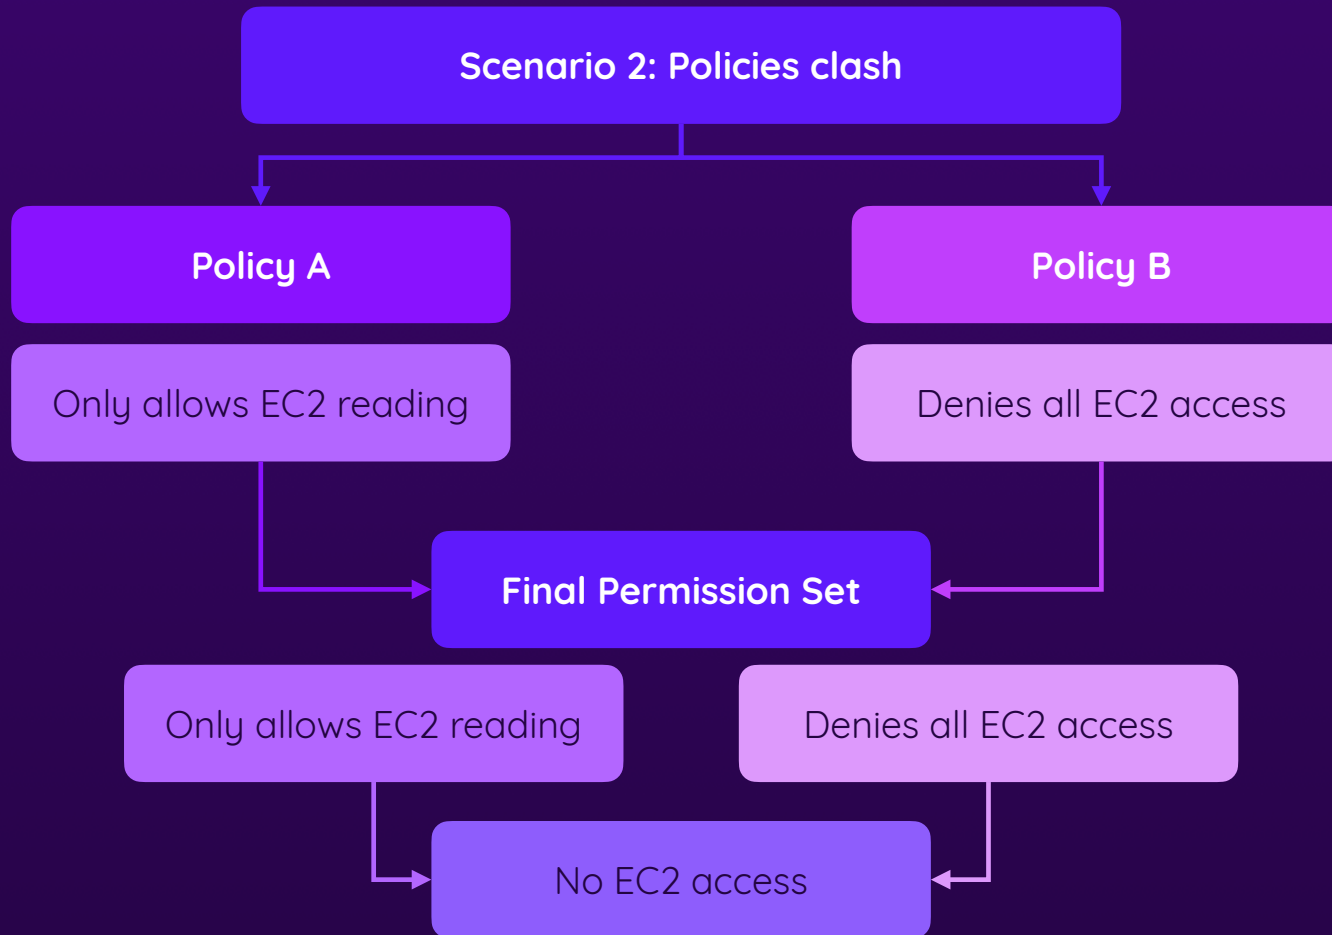 Scenario 2: Policies clash
Policy A
Policy B
Only allows EC2 reading
Denies all EC2 access
Final Permission Set
Only allows EC2 reading
Denies all EC2 access
No EC2 access